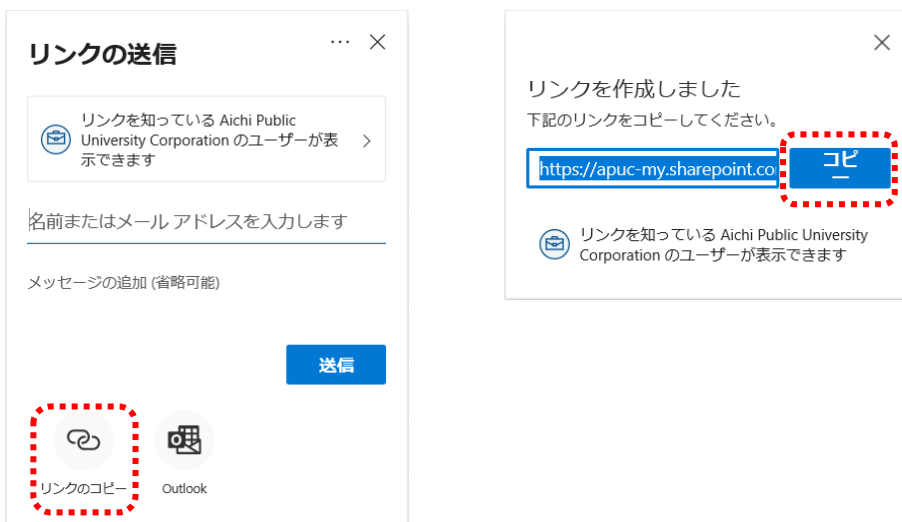 リンクの送信
リンクを知っている Aichi Public
University Corporation のユーザーが表
示できます
名前またはメール アドレスを入力します
メッセージの追加 (省略可能)
送信
リンクのコピー
Outlook
リンクを作成しました
下記のリンクをコピーしてください。
https://apuc-my.sharepoint.co
コピ
ー
リンクを知っている Aichi Public University
Corporation のユーザーが表示できます